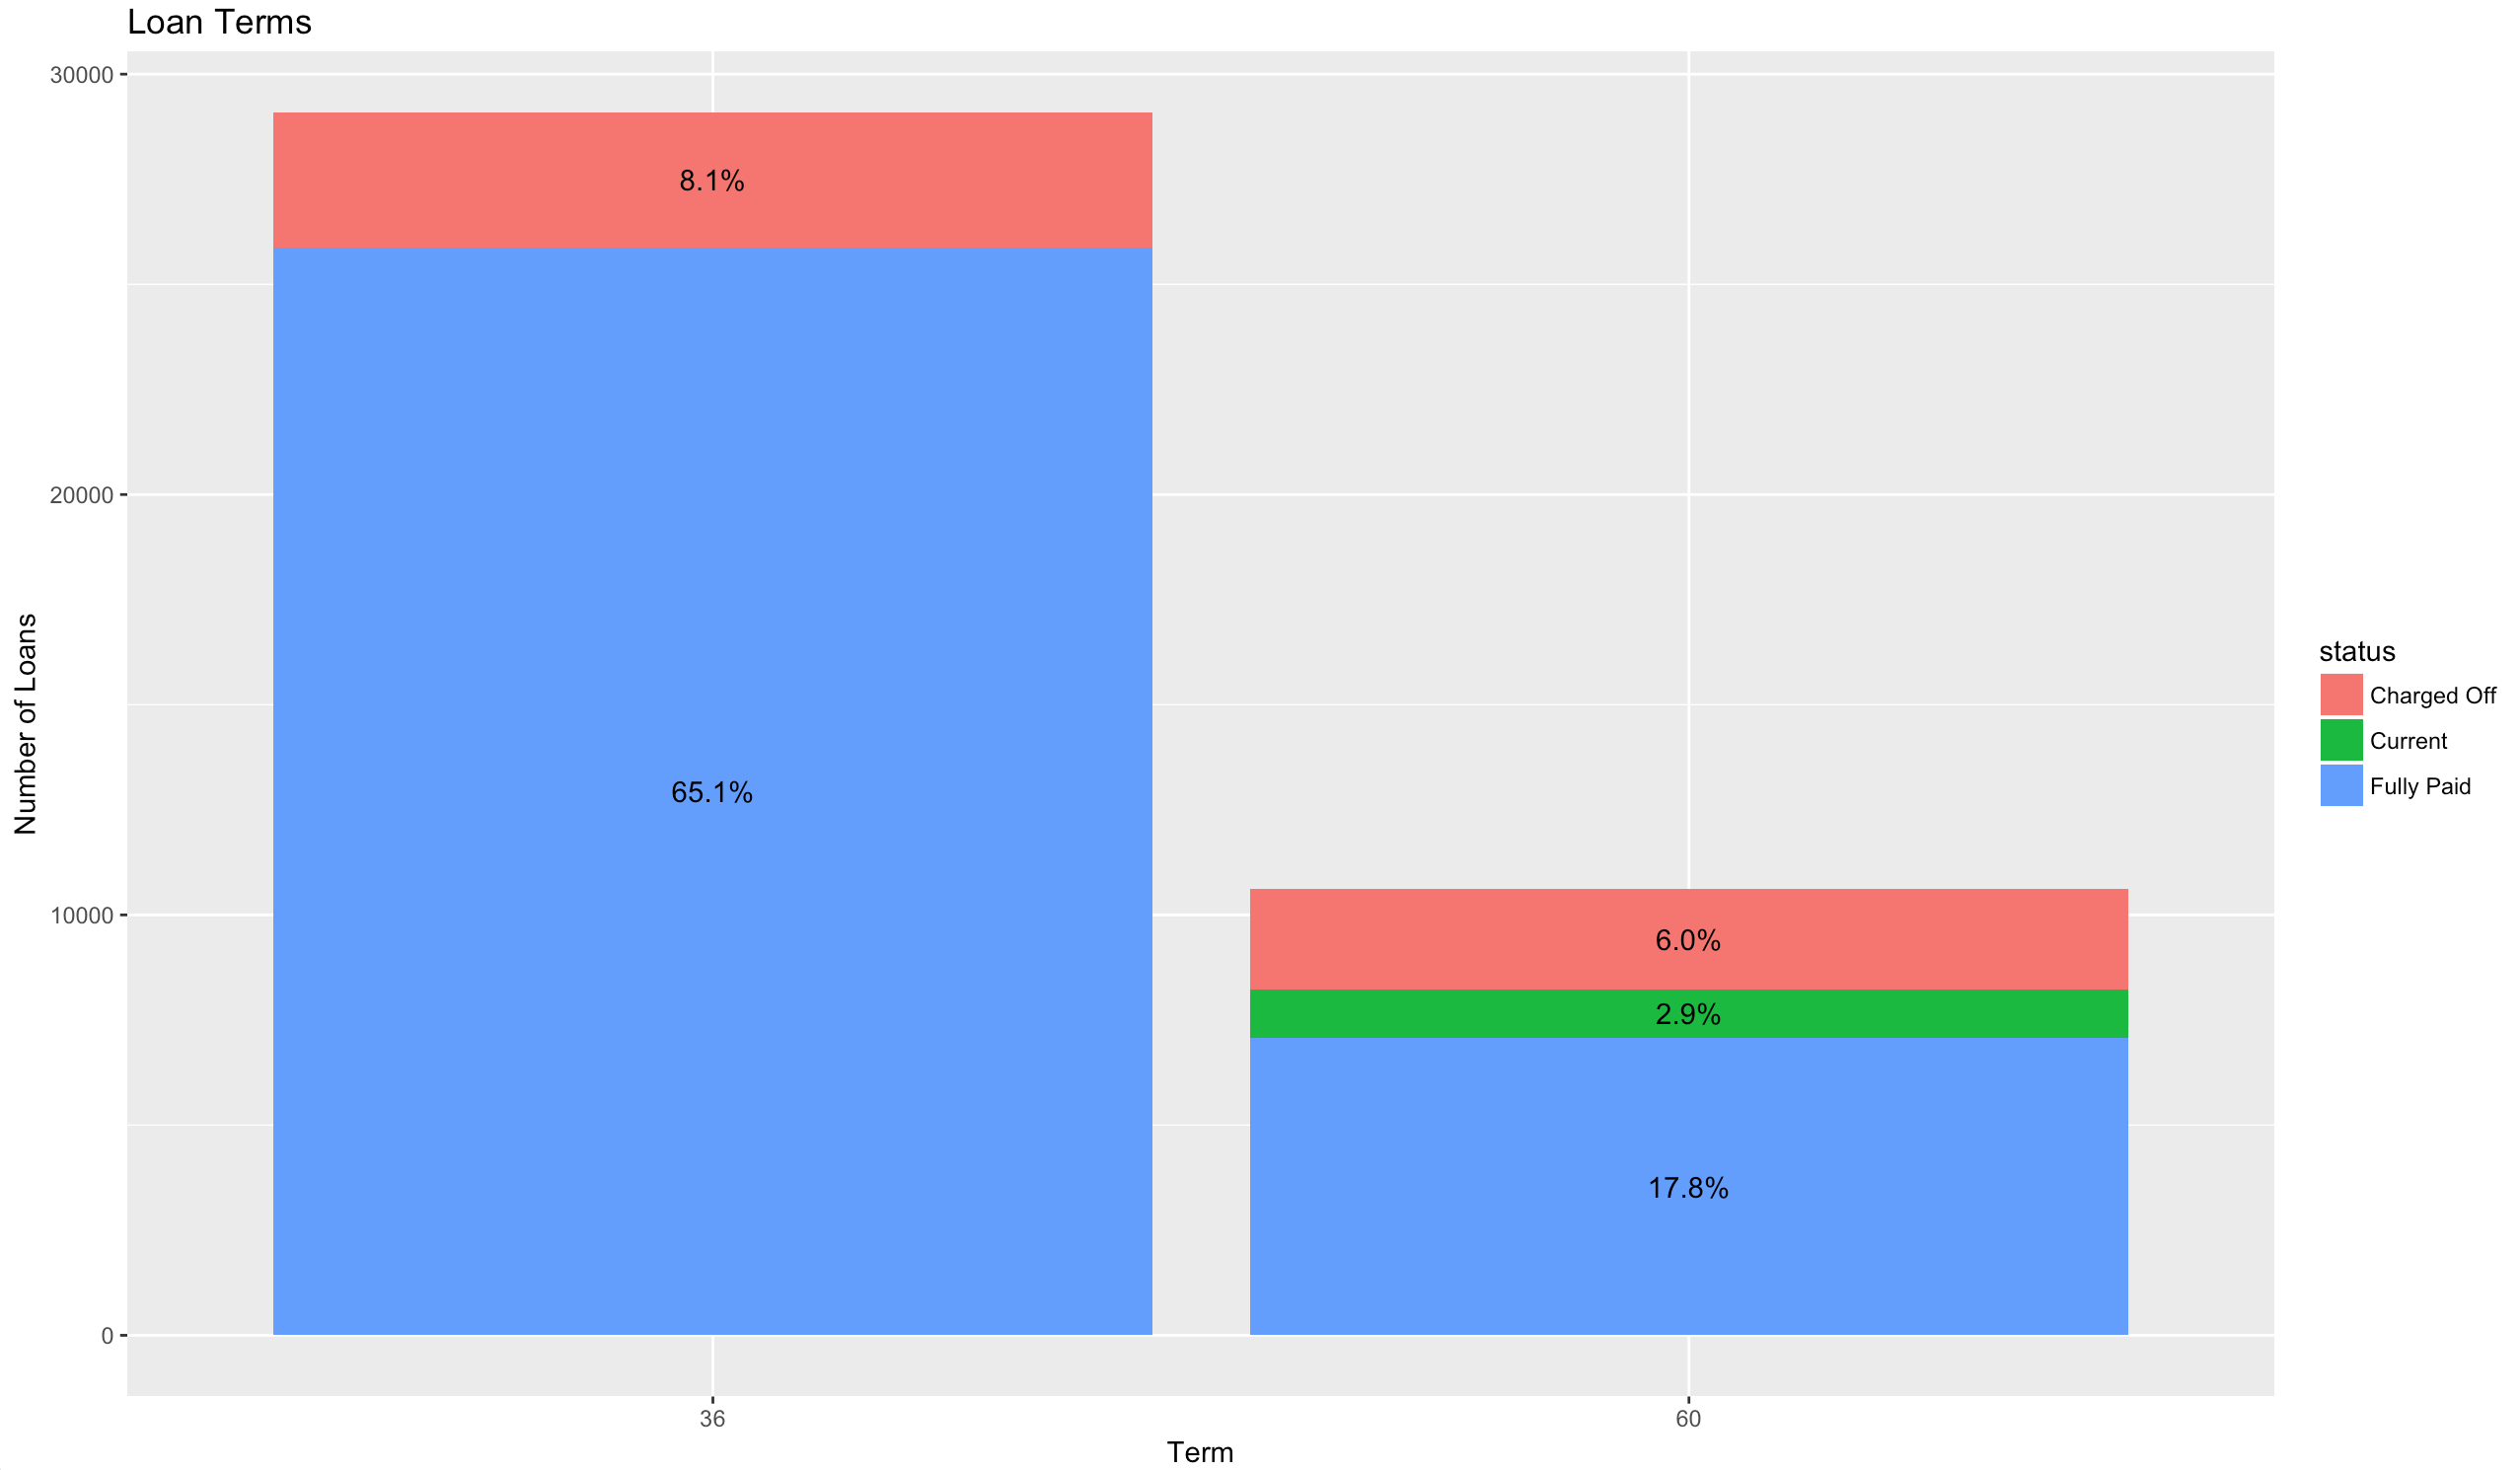 Loan Terms
30000
20000
10000
0
Number of Loans
8.1%
65.1%
6.0%
2.9%
17.8%
36
60
Term
status
Charged Off
Current
Fully Paid